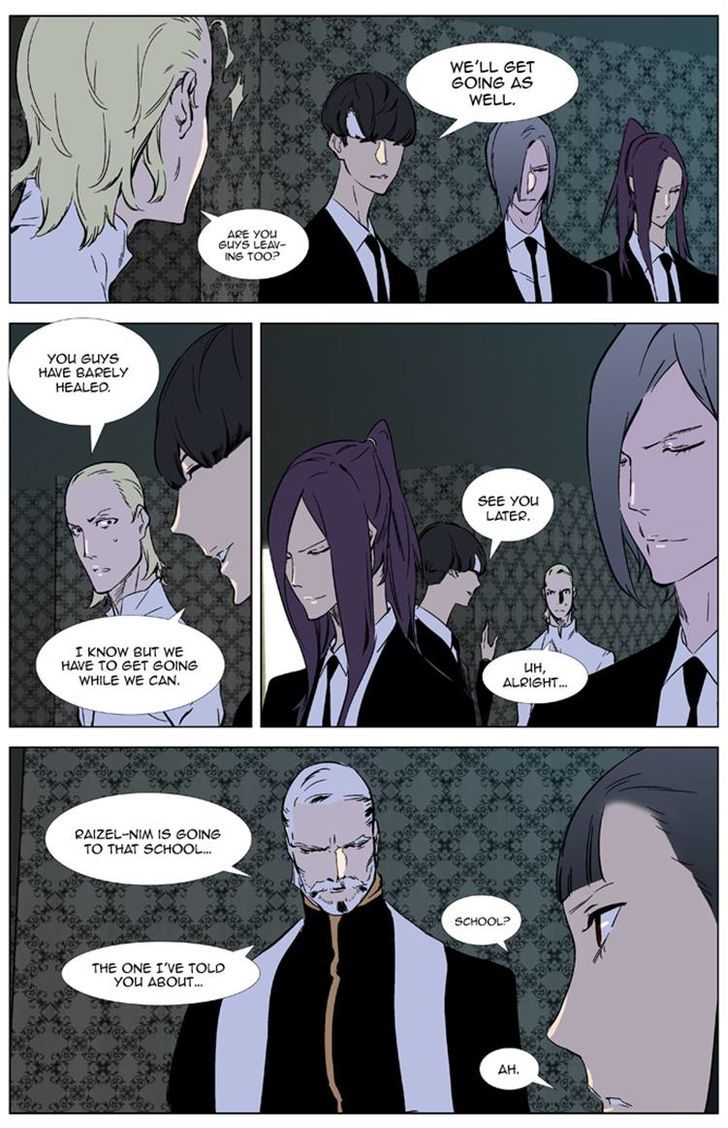 WE'LL GET
GOING AS
WELL.
ARE YOU
GUYS LEAV-
ING TOO?
YOU GUYS
HAVE BARELY
HEALED.
I KNOW BUT WE
HAVE TO GET GOING
WHILE WE CAN.
SEE YOU
LATER.
UH,
ALRIGHT...
RAIZEL-NIM IS GOING
TO THAT SCHOOL...
SCHOOL?
THE ONE I'VE TOLD
YOU ABOUT...
AH.